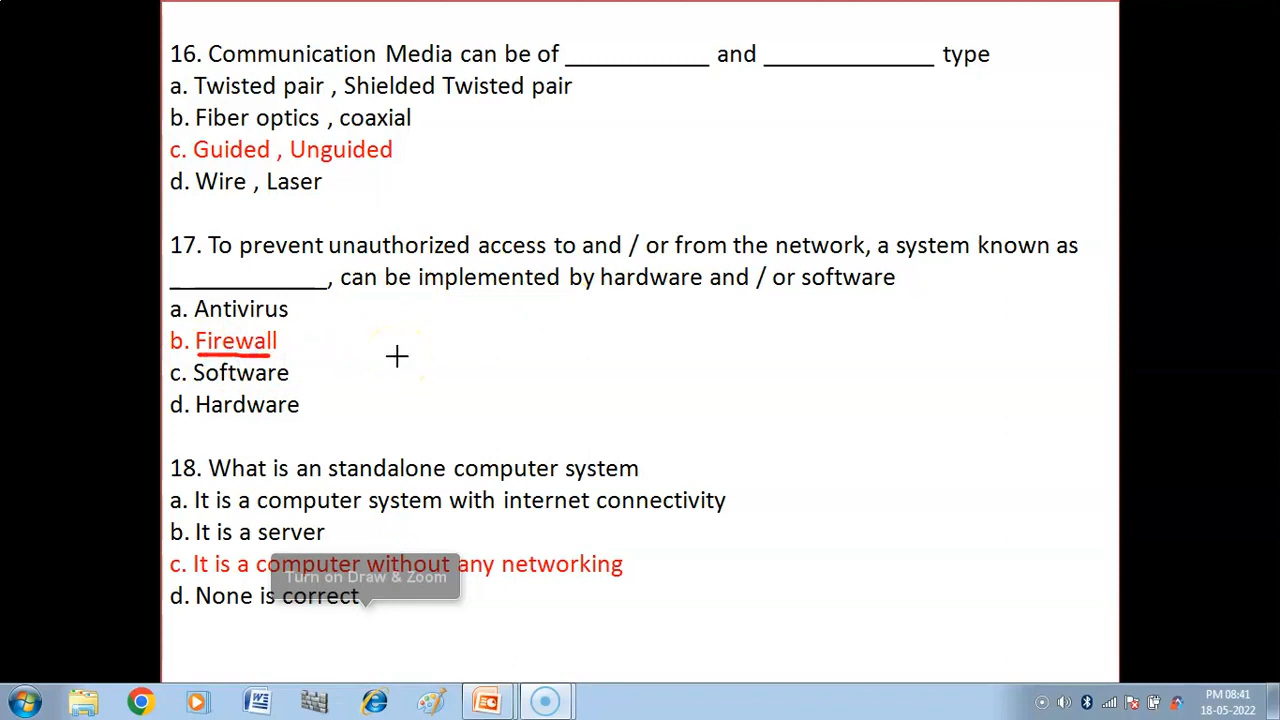 16. Communication Media can be of ___________ and _____________ type
a. Twisted pair , Shielded Twisted pair
b. Fiber optics , coaxial
c. Guided , Unguided
d. Wire , Laser
17. To prevent unauthorized access to and / or from the network, a system known as
____________, can be implemented by hardware and / or software
a. Antivirus
b. Firewall
c. Software
d. Hardware
18. What is an standalone computer system
a. It is a computer system with internet connectivity
b. It is a server
c. It is a computer without any networking
Turn on Draw & Zoom
d. None is correct
PM 08:41
18-05-2022